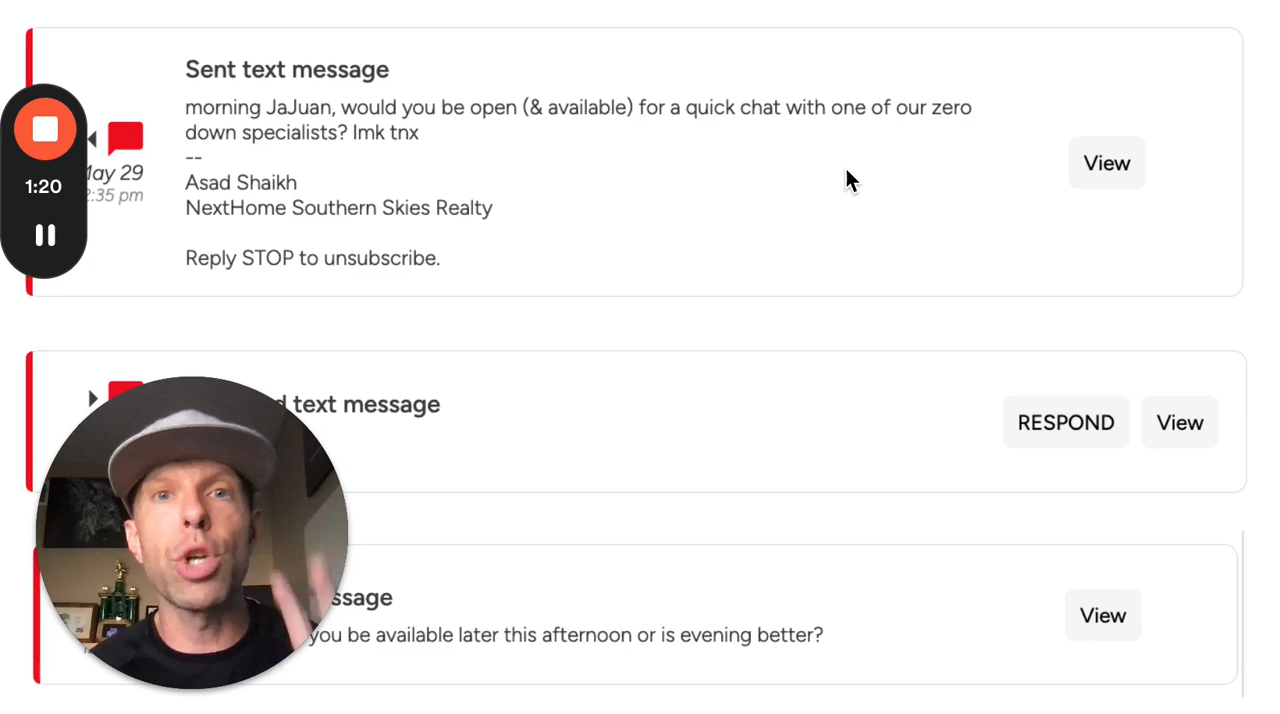 Sent text message
morning JaJuan, would you be open (& available) for a quick chat with one of our zero
down specialists? lmk tnx
--
Asad Shaikh
NextHome Southern Skies Realty
Reply STOP to unsubscribe.
View
1:20
May 29
2:35 pm
text message
RESPOND
View
you be available later this afternoon or is evening better?
View